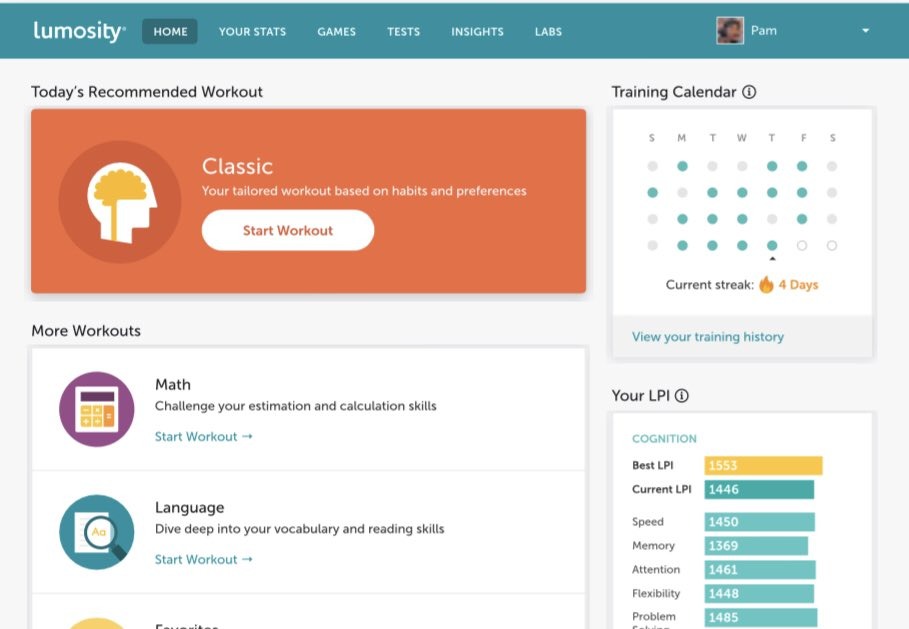 lumosity
HOME YOUR STATS GAMES TESTS INSIGHTS LABS Pam
Today's Recommended Workout
Classic
Your tailored workout based on habits and preferences
Start Workout
More Workouts
Math
Challenge your estimation and calculation skills
Start Workout →
Aa
Language
Dive deep into your vocabulary and reading skills
Start Workout →
Favorites
Training Calendar
S M T W T F S
Current streak: 4 Days
View your training history
Your LPI
COGNITION
Best LPI 1553
Current LPI 1446
Speed 1450
Memory 1369
Attention 1461
Flexibility 1448
Problem 1485
Solving